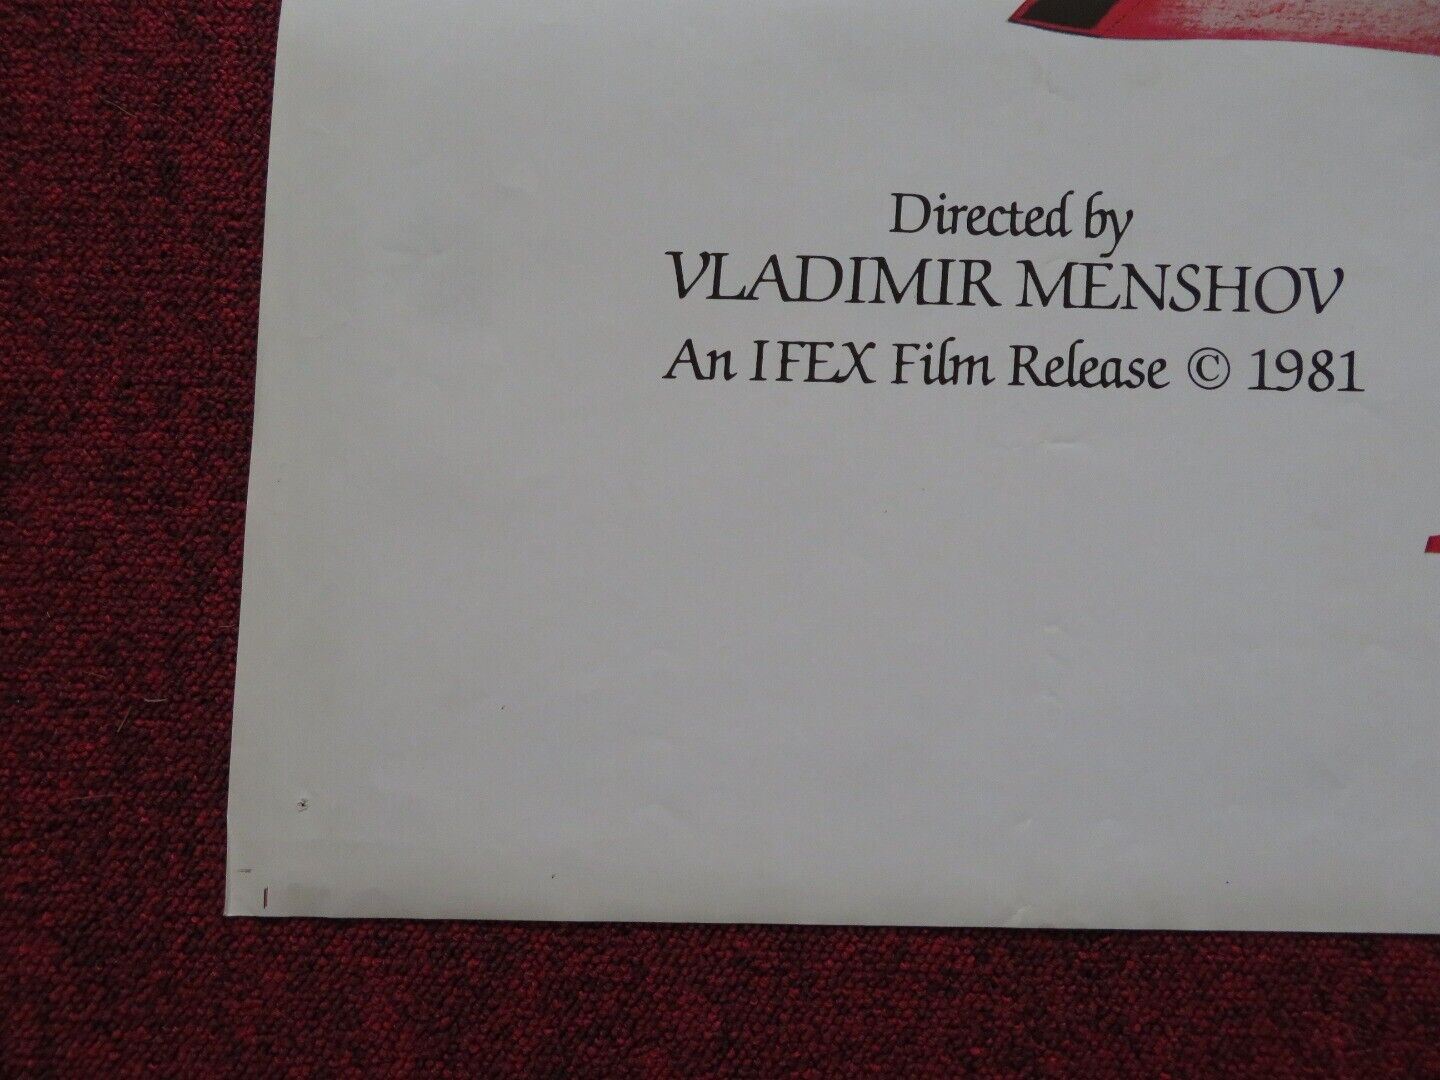 Directed by
VLADIMIR MENSHOV
An IFEX Film Release © 1981